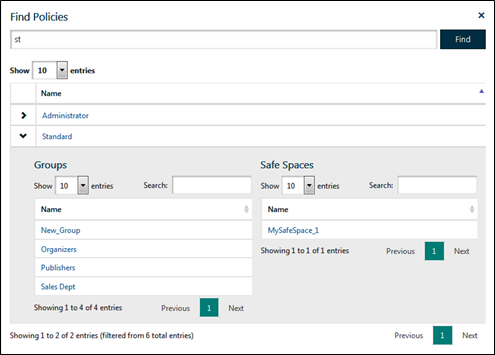 Find Policies ×
st Find
Show 10 entries
Name
Administrator
Standard
Groups
Show 10 entries Search:
Name
New_Group
Organizers
Publishers
Sales Dept
Showing 1 to 4 of 4 entries Previous 1 Next
Safe Spaces
Show 10 entries Search:
Name
MySafeSpace_1
Showing 1 to 1 of 1 entries Previous 1 Next
Showing 1 to 2 of 2 entries (filtered from 6 total entries) Previous 1 Next